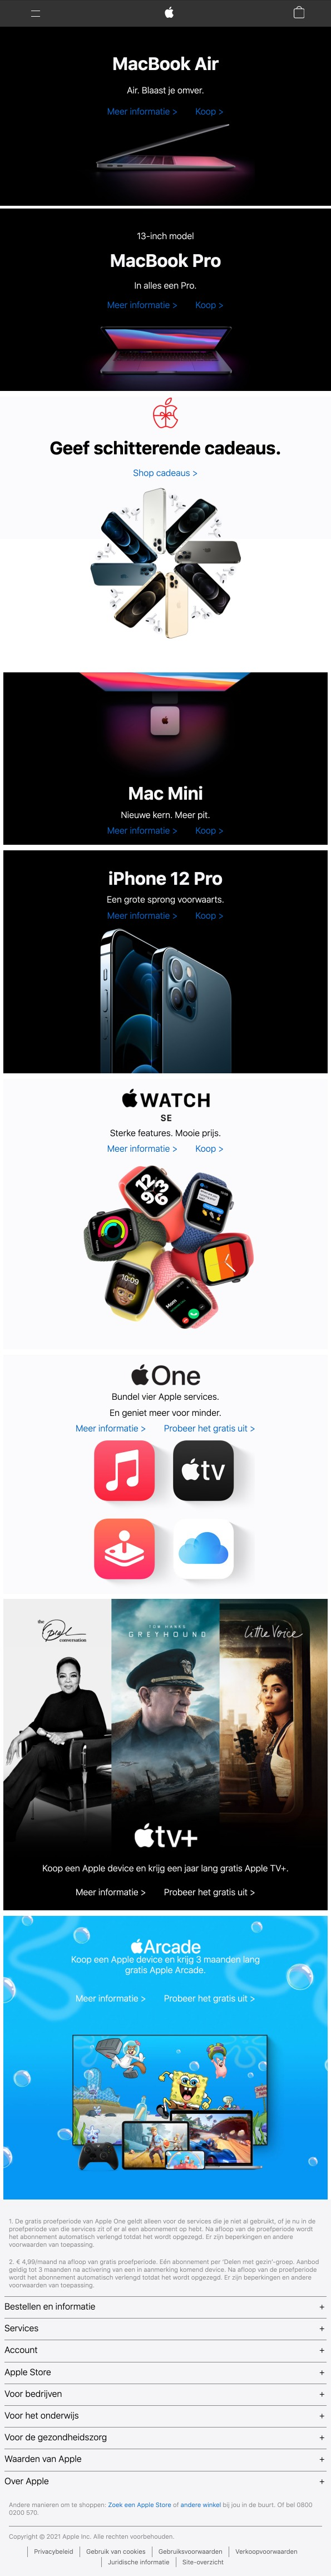 MacBook Air
Air. Blaast je omver.
Meer informatie > Koop >
13-inch model
MacBook Pro
In alles een Pro.
Meer informatie > Koop >
Geef schitterende cadeaus.
Shop cadeaus >
Mac Mini
Nieuwe kern. Meer pit.
Meer informatie > Koop >
iPhone 12 Pro
Een grote sprong voorwaarts.
Meer informatie > Koop >
WATCH
SE
Sterke features. Mooie prijs.
Meer informatie > Koop >
10:09
One
Bundel vier Apple services.
En geniet meer voor minder.
Meer informatie > Probeer het gratis uit >
tv
the
Oprah
conversation
TOM HANKS
GREYHOUND
Little Voice
tv+
Koop een Apple device en krijg een jaar lang gratis Apple TV+.
Meer informatie > Probeer het gratis uit >
Arcade
Koop een Apple device en krijg 3 maanden lang
gratis Apple Arcade.
Meer informatie > Probeer het gratis uit >
1. De gratis proefperiode van Apple One geldt alleen voor de services die je niet al gebruikt, of je nu in de
proefperiode van die services zit of er al een abonnement op hebt. Na afloop van de proefperiode wordt
het abonnement automatisch verlengd totdat het wordt opgezegd. Er zijn beperkingen en andere
voorwaarden van toepassing.
2. € 4,99/maand na afloop van gratis proefperiode. Eén abonnement per 'Delen met gezin'-groep. Aanbod
geldig tot 3 maanden na activering van een in aanmerking komend device. Na afloop van de proefperiode
wordt het abonnement automatisch verlengd totdat het wordt opgezegd. Er zijn beperkingen en andere
voorwaarden van toepassing.
Bestellen en informatie +
Services +
Account +
Apple Store +
Voor bedrijven +
Voor het onderwijs +
Voor de gezondheidszorg +
Waarden van Apple +
Over Apple +
Andere manieren om te shoppen: Zoek een Apple Store of andere winkel bij jou in de buurt. Of bel 0800
0200 570.
Copyright © 2021 Apple Inc. Alle rechten voorbehouden.
Privacybeleid | Gebruik van cookies | Gebruiksvoorwaarden | Verkoopvoorwaarden
Juridische informatie | Site-overzicht